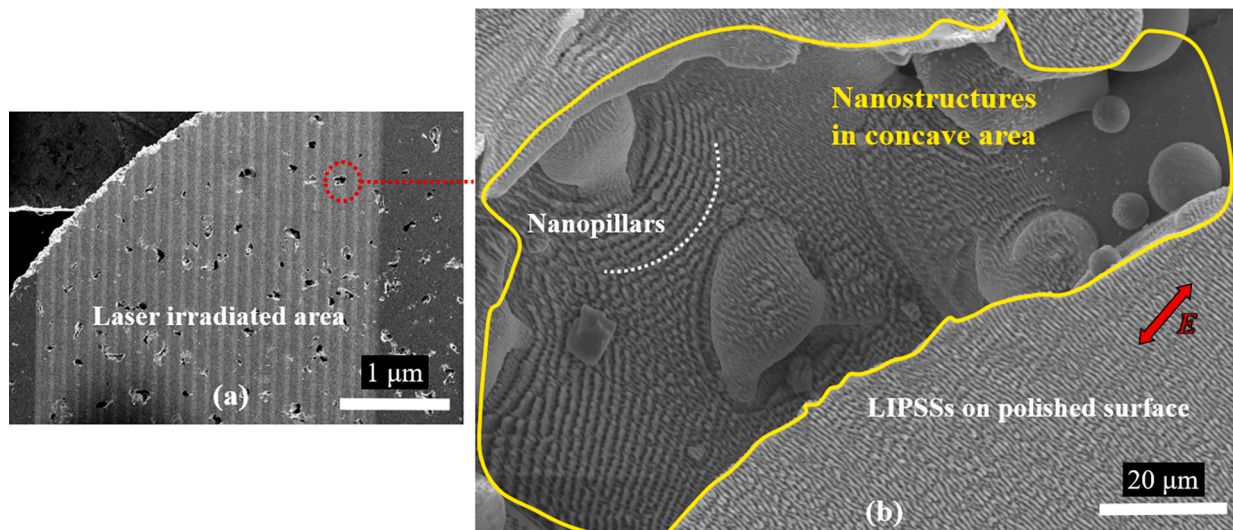 Laser irradiated area
1 μm
(a)
Nanostructures
in concave area
Nanopillars
E
LIPSSs on polished surface
20 μm
(b)